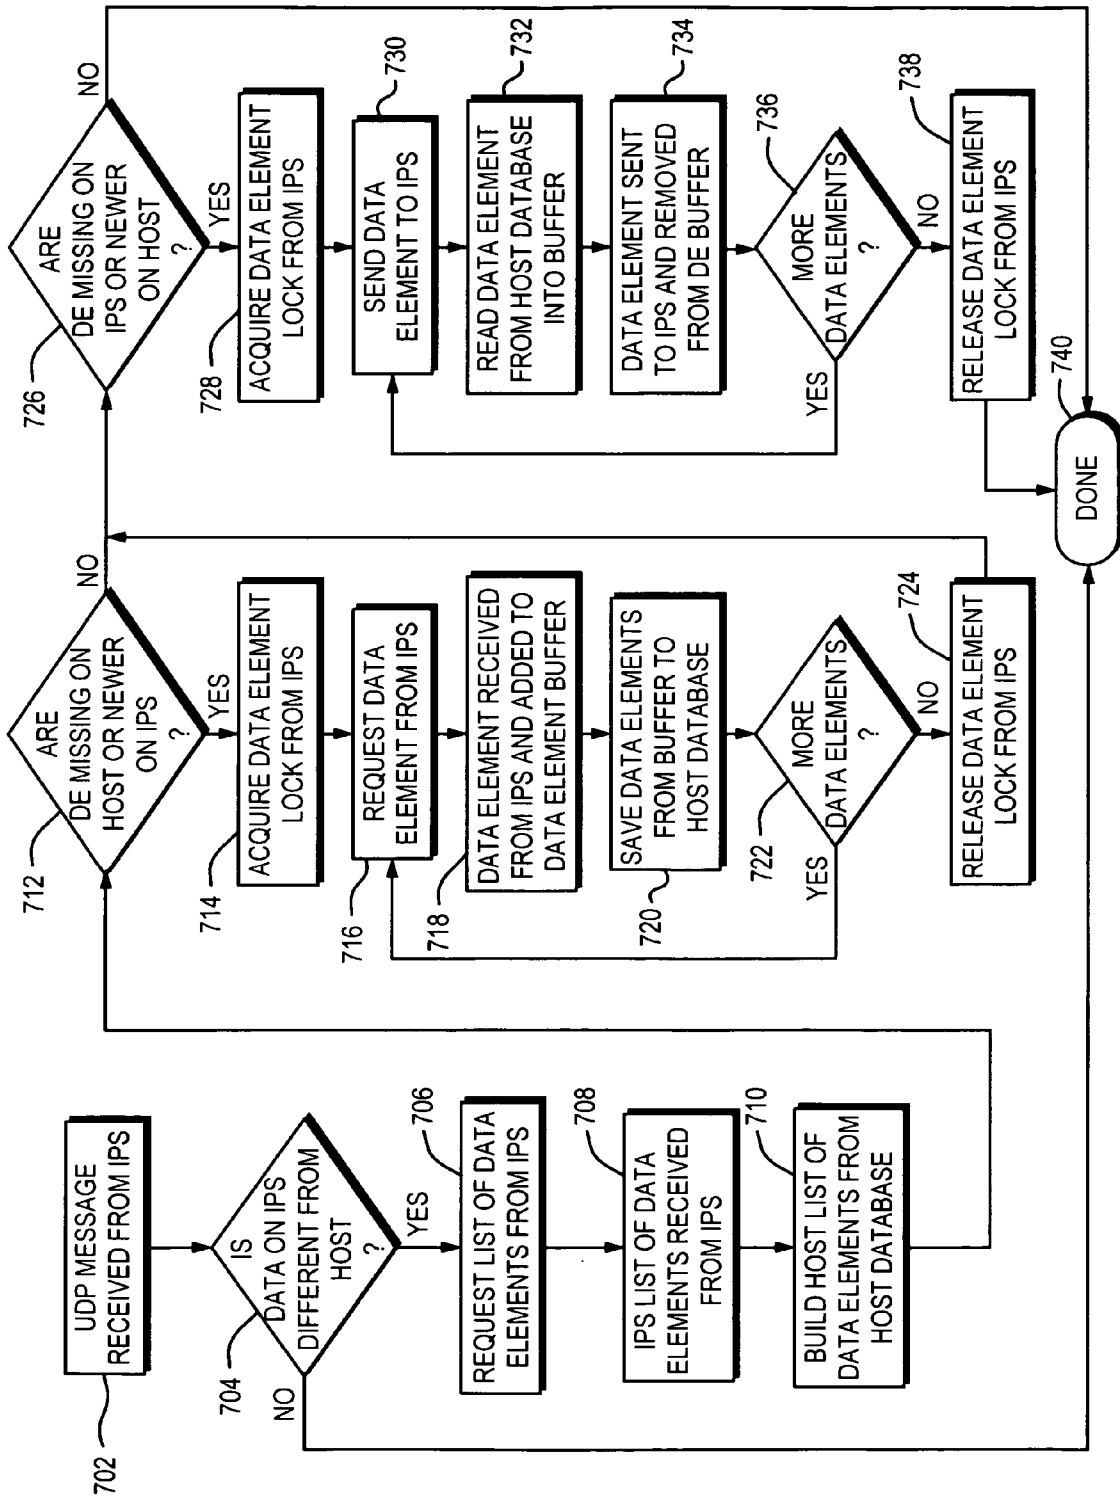 702
UDP MESSAGE
RECEIVED FROM IPS
704
IS
DATA ON IPS
DIFFERENT FROM
HOST
?
NO
YES
706
REQUEST LIST OF DATA
ELEMENTS FROM IPS
708
IPS LIST OF DATA
ELEMENTS RECEIVED
FROM IPS
710
BUILD HOST LIST OF
DATA ELEMENTS FROM
HOST DATABASE
712
ARE
DE MISSING ON
HOST OR NEWER
ON IPS
?
NO
YES
714
ACQUIRE DATA ELEMENT
LOCK FROM IPS
716
REQUEST DATA
ELEMENT FROM IPS
718
DATA ELEMENT RECEIVED
FROM IPS AND ADDED TO
DATA ELEMENT BUFFER
720
SAVE DATA ELEMENTS
FROM BUFFER TO
HOST DATABASE
722
MORE
DATA ELEMENTS
?
YES
NO
724
RELEASE DATA ELEMENT
LOCK FROM IPS
726
ARE
DE MISSING ON
IPS OR NEWER
ON HOST
?
NO
YES
728
ACQUIRE DATA ELEMENT
LOCK FROM IPS
730
SEND DATA
ELEMENT TO IPS
732
READ DATA ELEMENT
FROM HOST DATABASE
INTO BUFFER
734
DATA ELEMENT SENT
TO IPS AND REMOVED
FROM DE BUFFER
736
MORE
DATA ELEMENTS
?
YES
NO
738
RELEASE DATA ELEMENT
LOCK FROM IPS
740
DONE